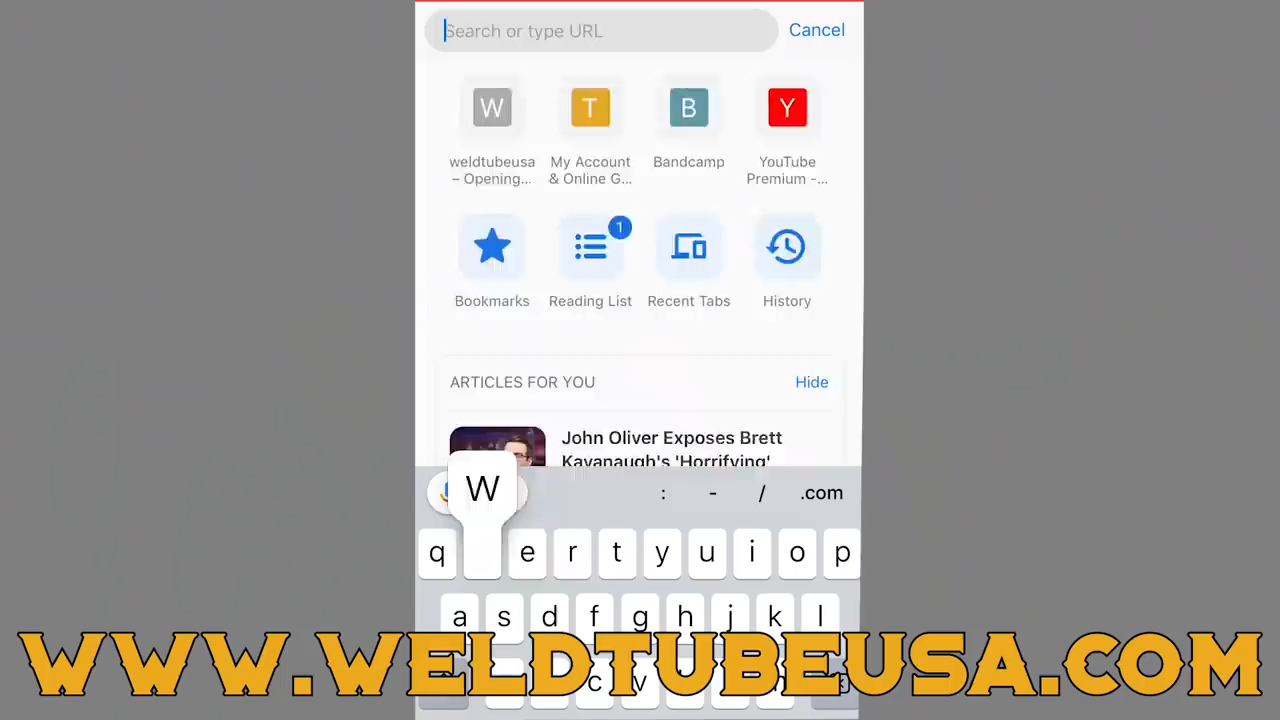 Search or type URL Cancel
W T B Y
weldtubeusa – Opening... My Account & Online G... Bandcamp YouTube Premium -...
1
Bookmarks Reading List Recent Tabs History
ARTICLES FOR YOU Hide
John Oliver Exposes Brett
Kavanaugh's 'Horrifying'
W
: - / .com
q e r t y u i o p
a s d f g h j k l
c v
WWW.WELDTUBEUSA.COM